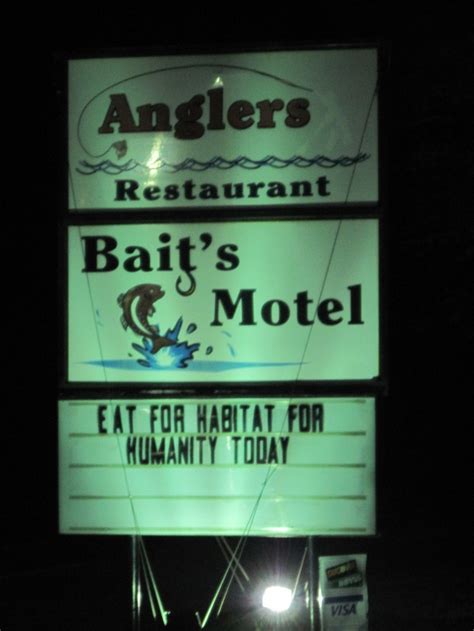 Anglers
Restaurant
Bait's
Motel
EAT FOR HABITAT FOR
HUMANITY TODAY
VISA